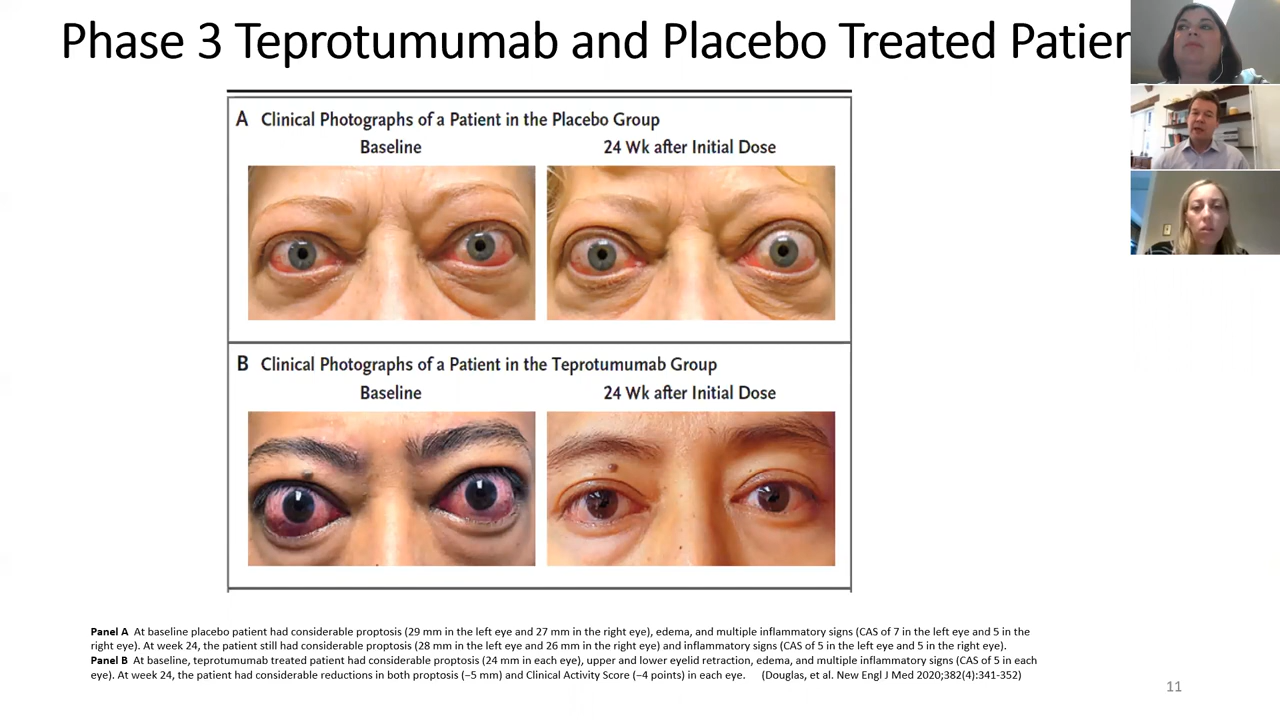 Phase 3 Teprotumumab and Placebo Treated Patien
A Clinical Photographs of a Patient in the Placebo Group
Baseline 24 Wk after Initial Dose
B Clinical Photographs of a Patient in the Teprotumumab Group
Baseline 24 Wk after Initial Dose
Panel A At baseline placebo patient had considerable proptosis (29 mm in the left eye and 27 mm in the right eye), edema, and multiple inflammatory signs (CAS of 7 in the left eye and 5 in the
right eye). At week 24, the patient still had considerable proptosis (28 mm in the left eye and 26 mm in the right eye) and inflammatory signs (CAS of 5 in the left eye and 5 in the right eye).
Panel B At baseline, teprotumumab treated patient had considerable proptosis (24 mm in each eye), upper and lower eyelid retraction, edema, and multiple inflammatory signs (CAS of 5 in each
eye). At week 24, the patient had considerable reductions in both proptosis (−5 mm) and Clinical Activity Score (−4 points) in each eye. (Douglas, et al. New Engl J Med 2020;382(4):341-352)
11